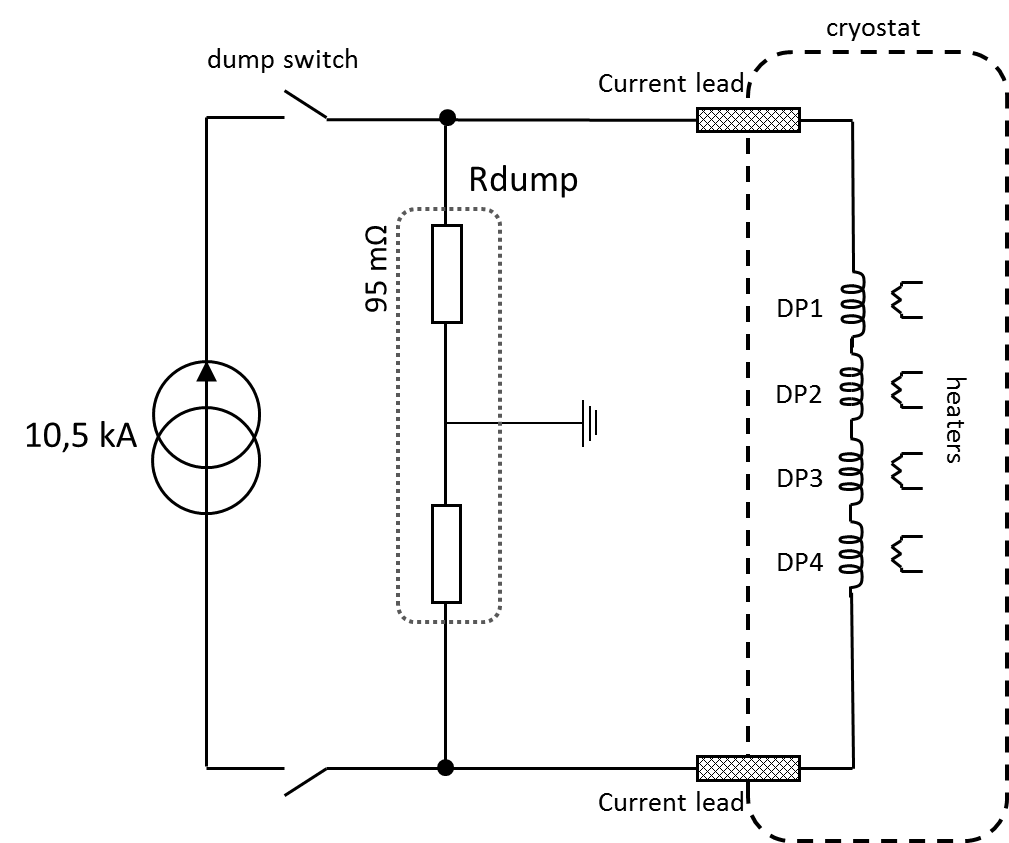 cryostat
dump switch
Current lead
Rdump
95 mΩ
DP1
DP2
heaters
10,5 kA
DP3
DP4
Current lead